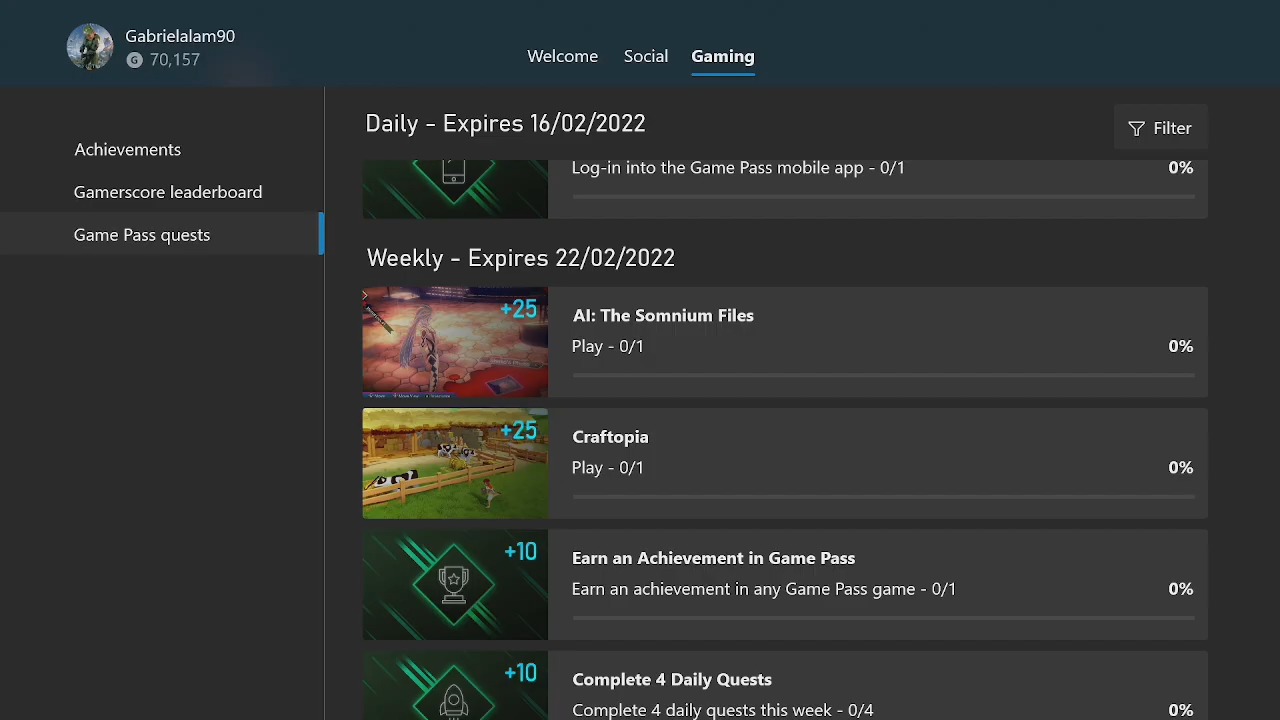 Gabrielalam90
G 70,157
Welcome Social Gaming
Achievements
Gamerscore leaderboard
Game Pass quests
Daily - Expires 16/02/2022
Filter
Log-in into the Game Pass mobile app - 0/1 0%
Weekly - Expires 22/02/2022
+25
AI: The Somnium Files
Play - 0/1 0%
+25
Craftopia
Play - 0/1 0%
+10
Earn an Achievement in Game Pass
Earn an achievement in any Game Pass game - 0/1 0%
+10
Complete 4 Daily Quests
Complete 4 daily quests this week - 0/4 0%